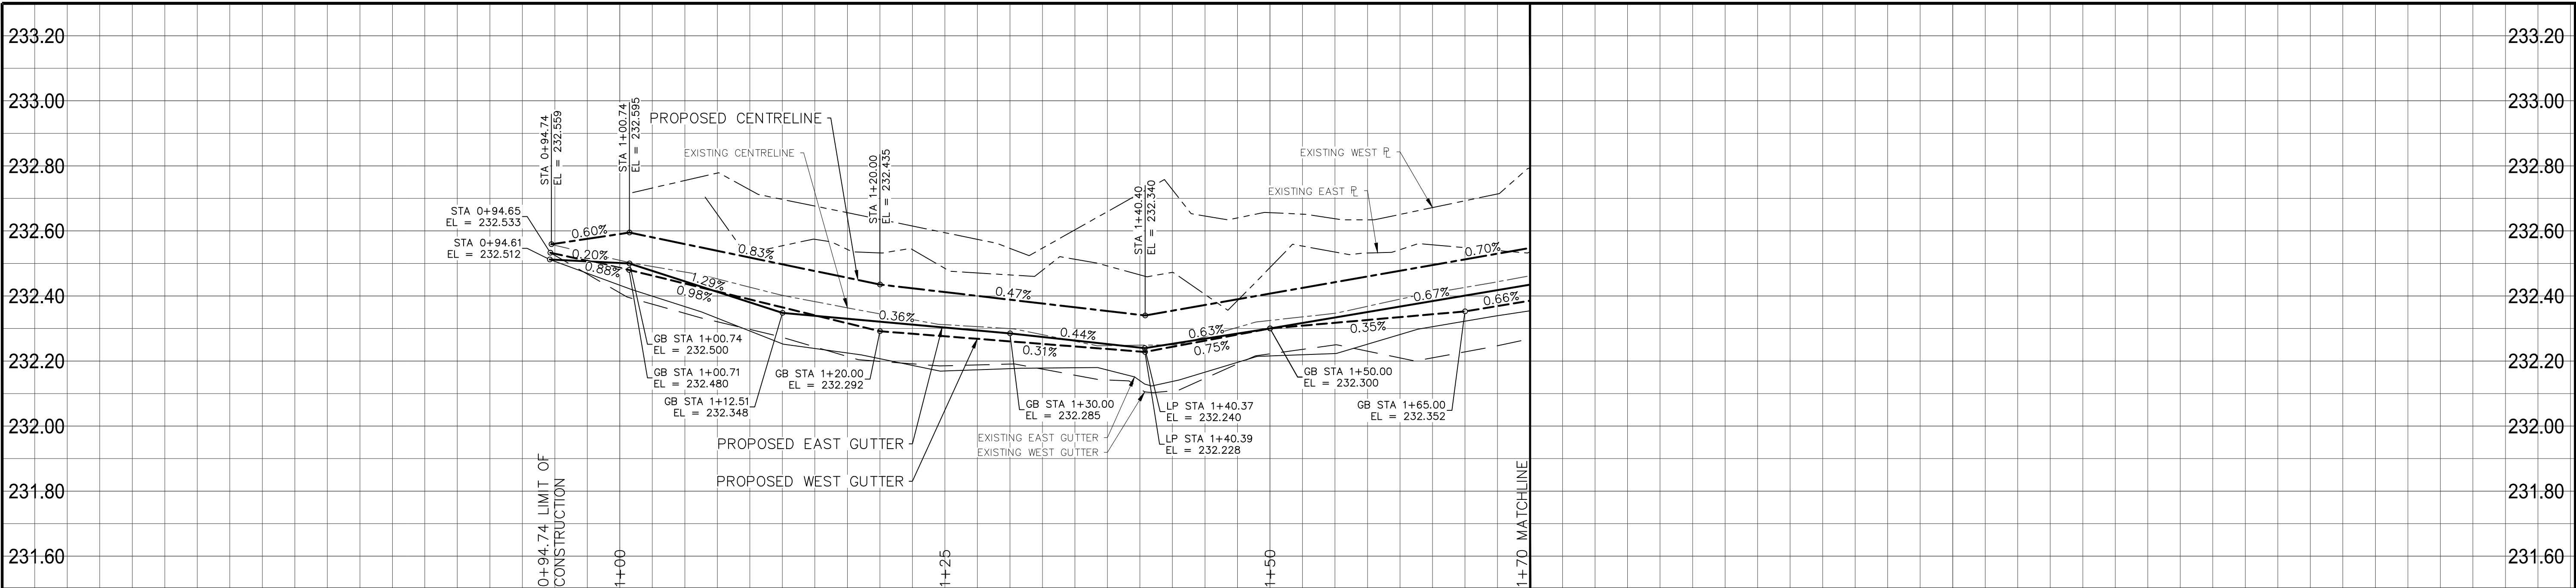 233.20
233.00
232.80
232.60
232.40
232.20
232.00
231.80
231.60
233.20
233.00
232.80
232.60
232.40
232.20
232.00
231.80
231.60
STA 0+94.74
EL = 232.559
STA 1+00.74
EL = 232.595
PROPOSED CENTRELINE
EXISTING CENTRELINE
STA 1+20.00
EL = 232.435
STA 1+40.40
EL = 232.340
EXISTING WEST ℄
EXISTING EAST ℄
STA 0+94.65
EL = 232.533
STA 0+94.61
EL = 232.512
0.60%
0.20%
0.88%
0.83%
1.29%
0.98%
0.36%
0.47%
0.44%
0.31%
0.63%
0.75%
0.70%
0.67%
0.66%
0.35%
GB STA 1+00.74
EL = 232.500
GB STA 1+00.71
EL = 232.480
GB STA 1+12.51
EL = 232.348
GB STA 1+20.00
EL = 232.292
GB STA 1+30.00
EL = 232.285
LP STA 1+40.37
EL = 232.240
LP STA 1+40.39
EL = 232.228
GB STA 1+50.00
EL = 232.300
GB STA 1+65.00
EL = 232.352
EXISTING EAST GUTTER
EXISTING WEST GUTTER
PROPOSED EAST GUTTER
PROPOSED WEST GUTTER
0+94.74 LIMIT OF
CONSTRUCTION
1+00
1+25
1+50
1+70 MATCHLINE